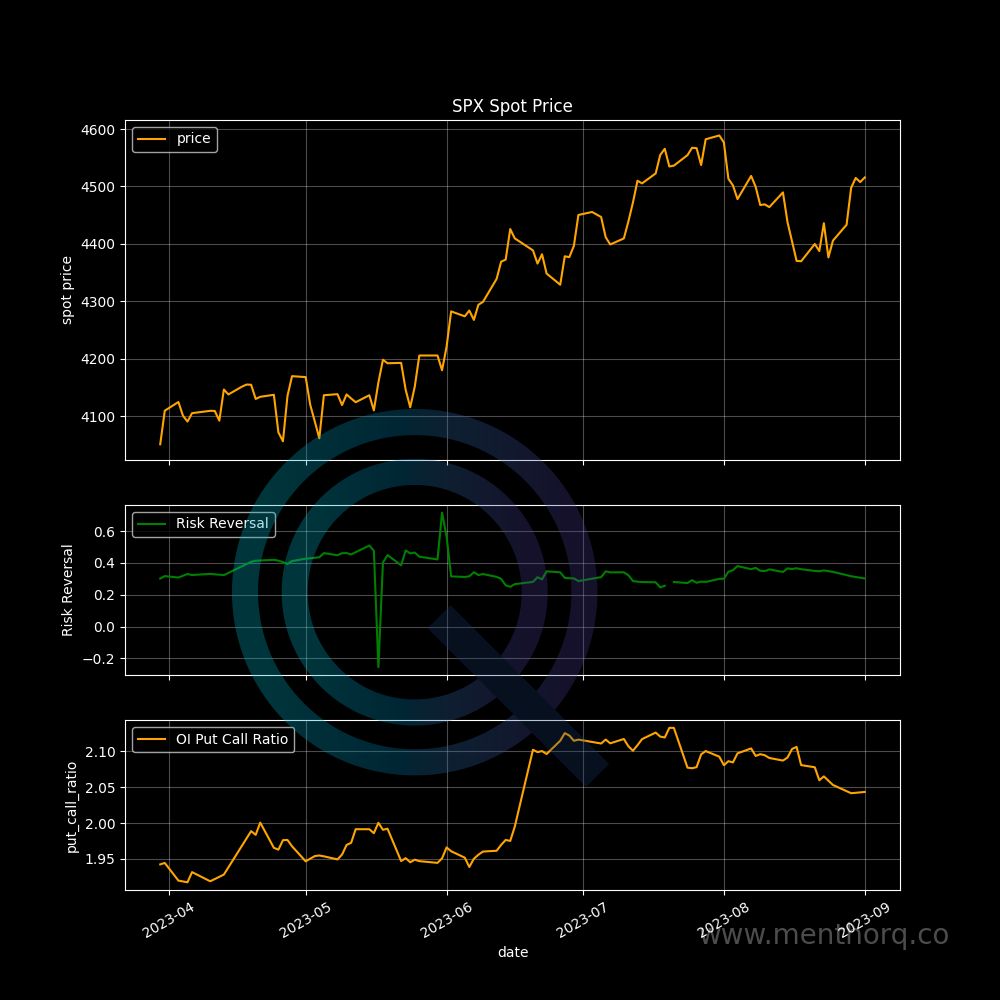 SPX Spot Price
price
4600
4500
4400
4300
4200
4100
spot price
Risk Reversal
0.6
0.4
0.2
0.0
−0.2
Risk Reversal
OI Put Call Ratio
2.10
2.05
2.00
1.95
put_call_ratio
2023-04
2023-05
2023-06
2023-07
2023-08
2023-09
date
www.menthorq.co